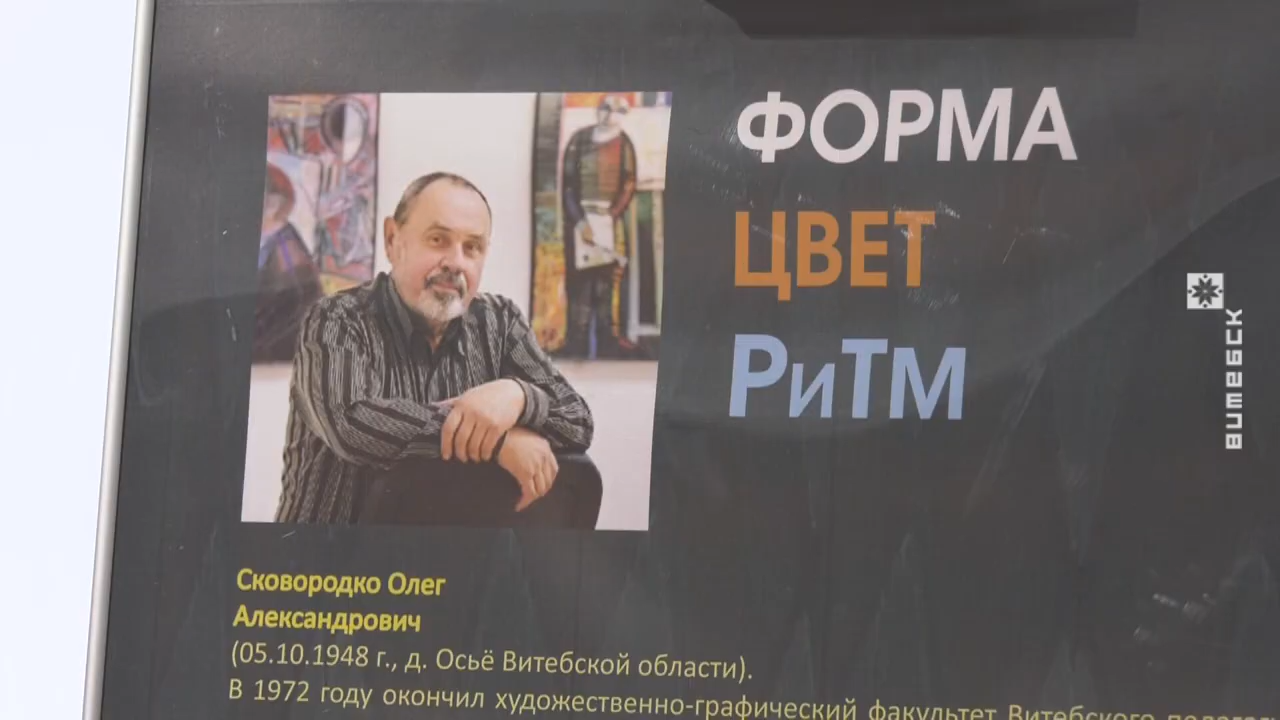 ФОРМА
ЦВЕТ
РиТМ
витебск
Сковородко Олег
Александрович
(05.10.1948 г., д. Осьё Витебской области).
В 1972 году окончил художественно-графический факультет Витебского